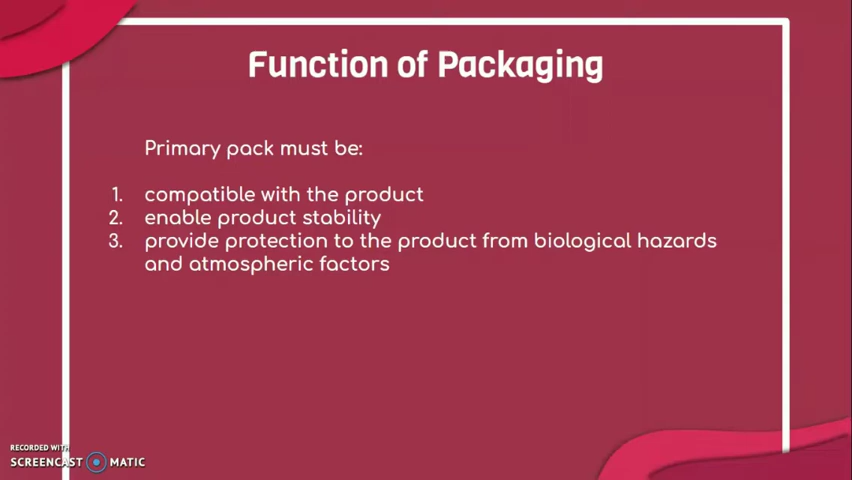 Function of Packaging
Primary pack must be:
1. compatible with the product
2. enable product stability
3. provide protection to the product from biological hazards
and atmospheric factors
RECORDED WITH
SCREENCAST MATIC